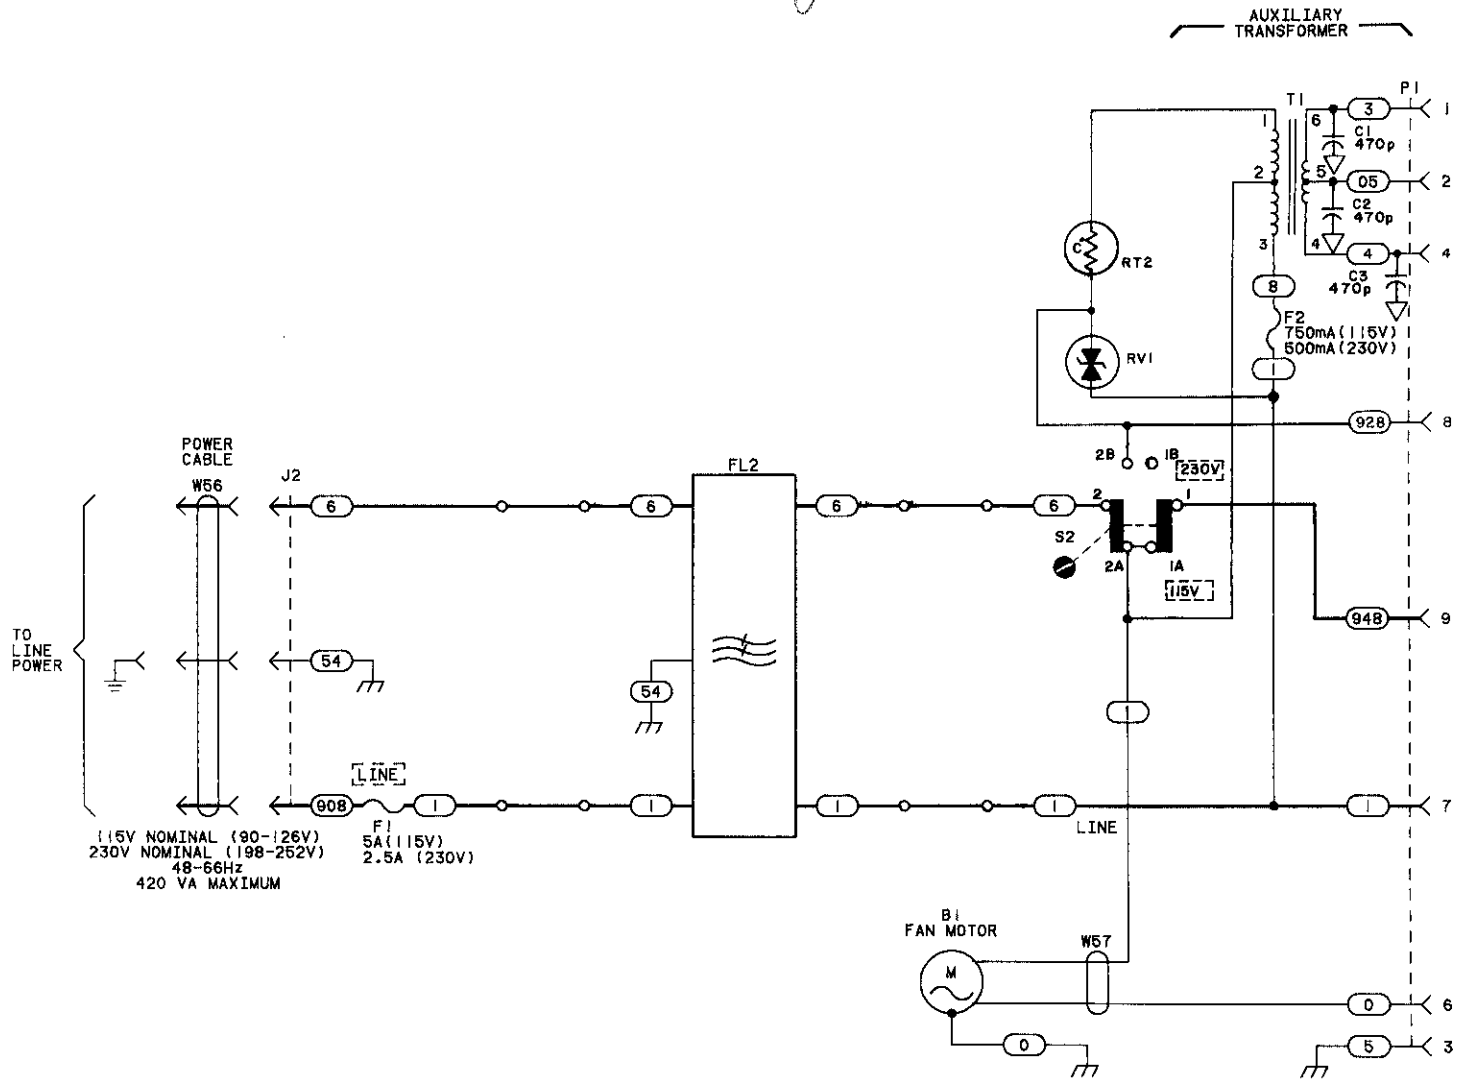 AUXILIARY
TRANSFORMER
P1
T1
1
6
3
1
C1
470p
2
5
05
2
C2
470p
3
4
4
4
C3
470p
C
RT2
8
F2
750mA(115V)
500mA(230V)
RV1
1
928
8
POWER
CABLE
W56
J2
FL2
2B
1B
230V
6
6
6
6
2
1
S2
2A
1A
115V
948
9
TO
LINE
POWER
54
54
1
LINE
908
1
1
1
1
1
7
F1
5A(115V)
2.5A (230V)
LINE
115V NOMINAL (90-126V)
230V NOMINAL (198-252V)
48-66Hz
420 VA MAXIMUM
B1
FAN MOTOR
W57
M
0
6
0
5
3